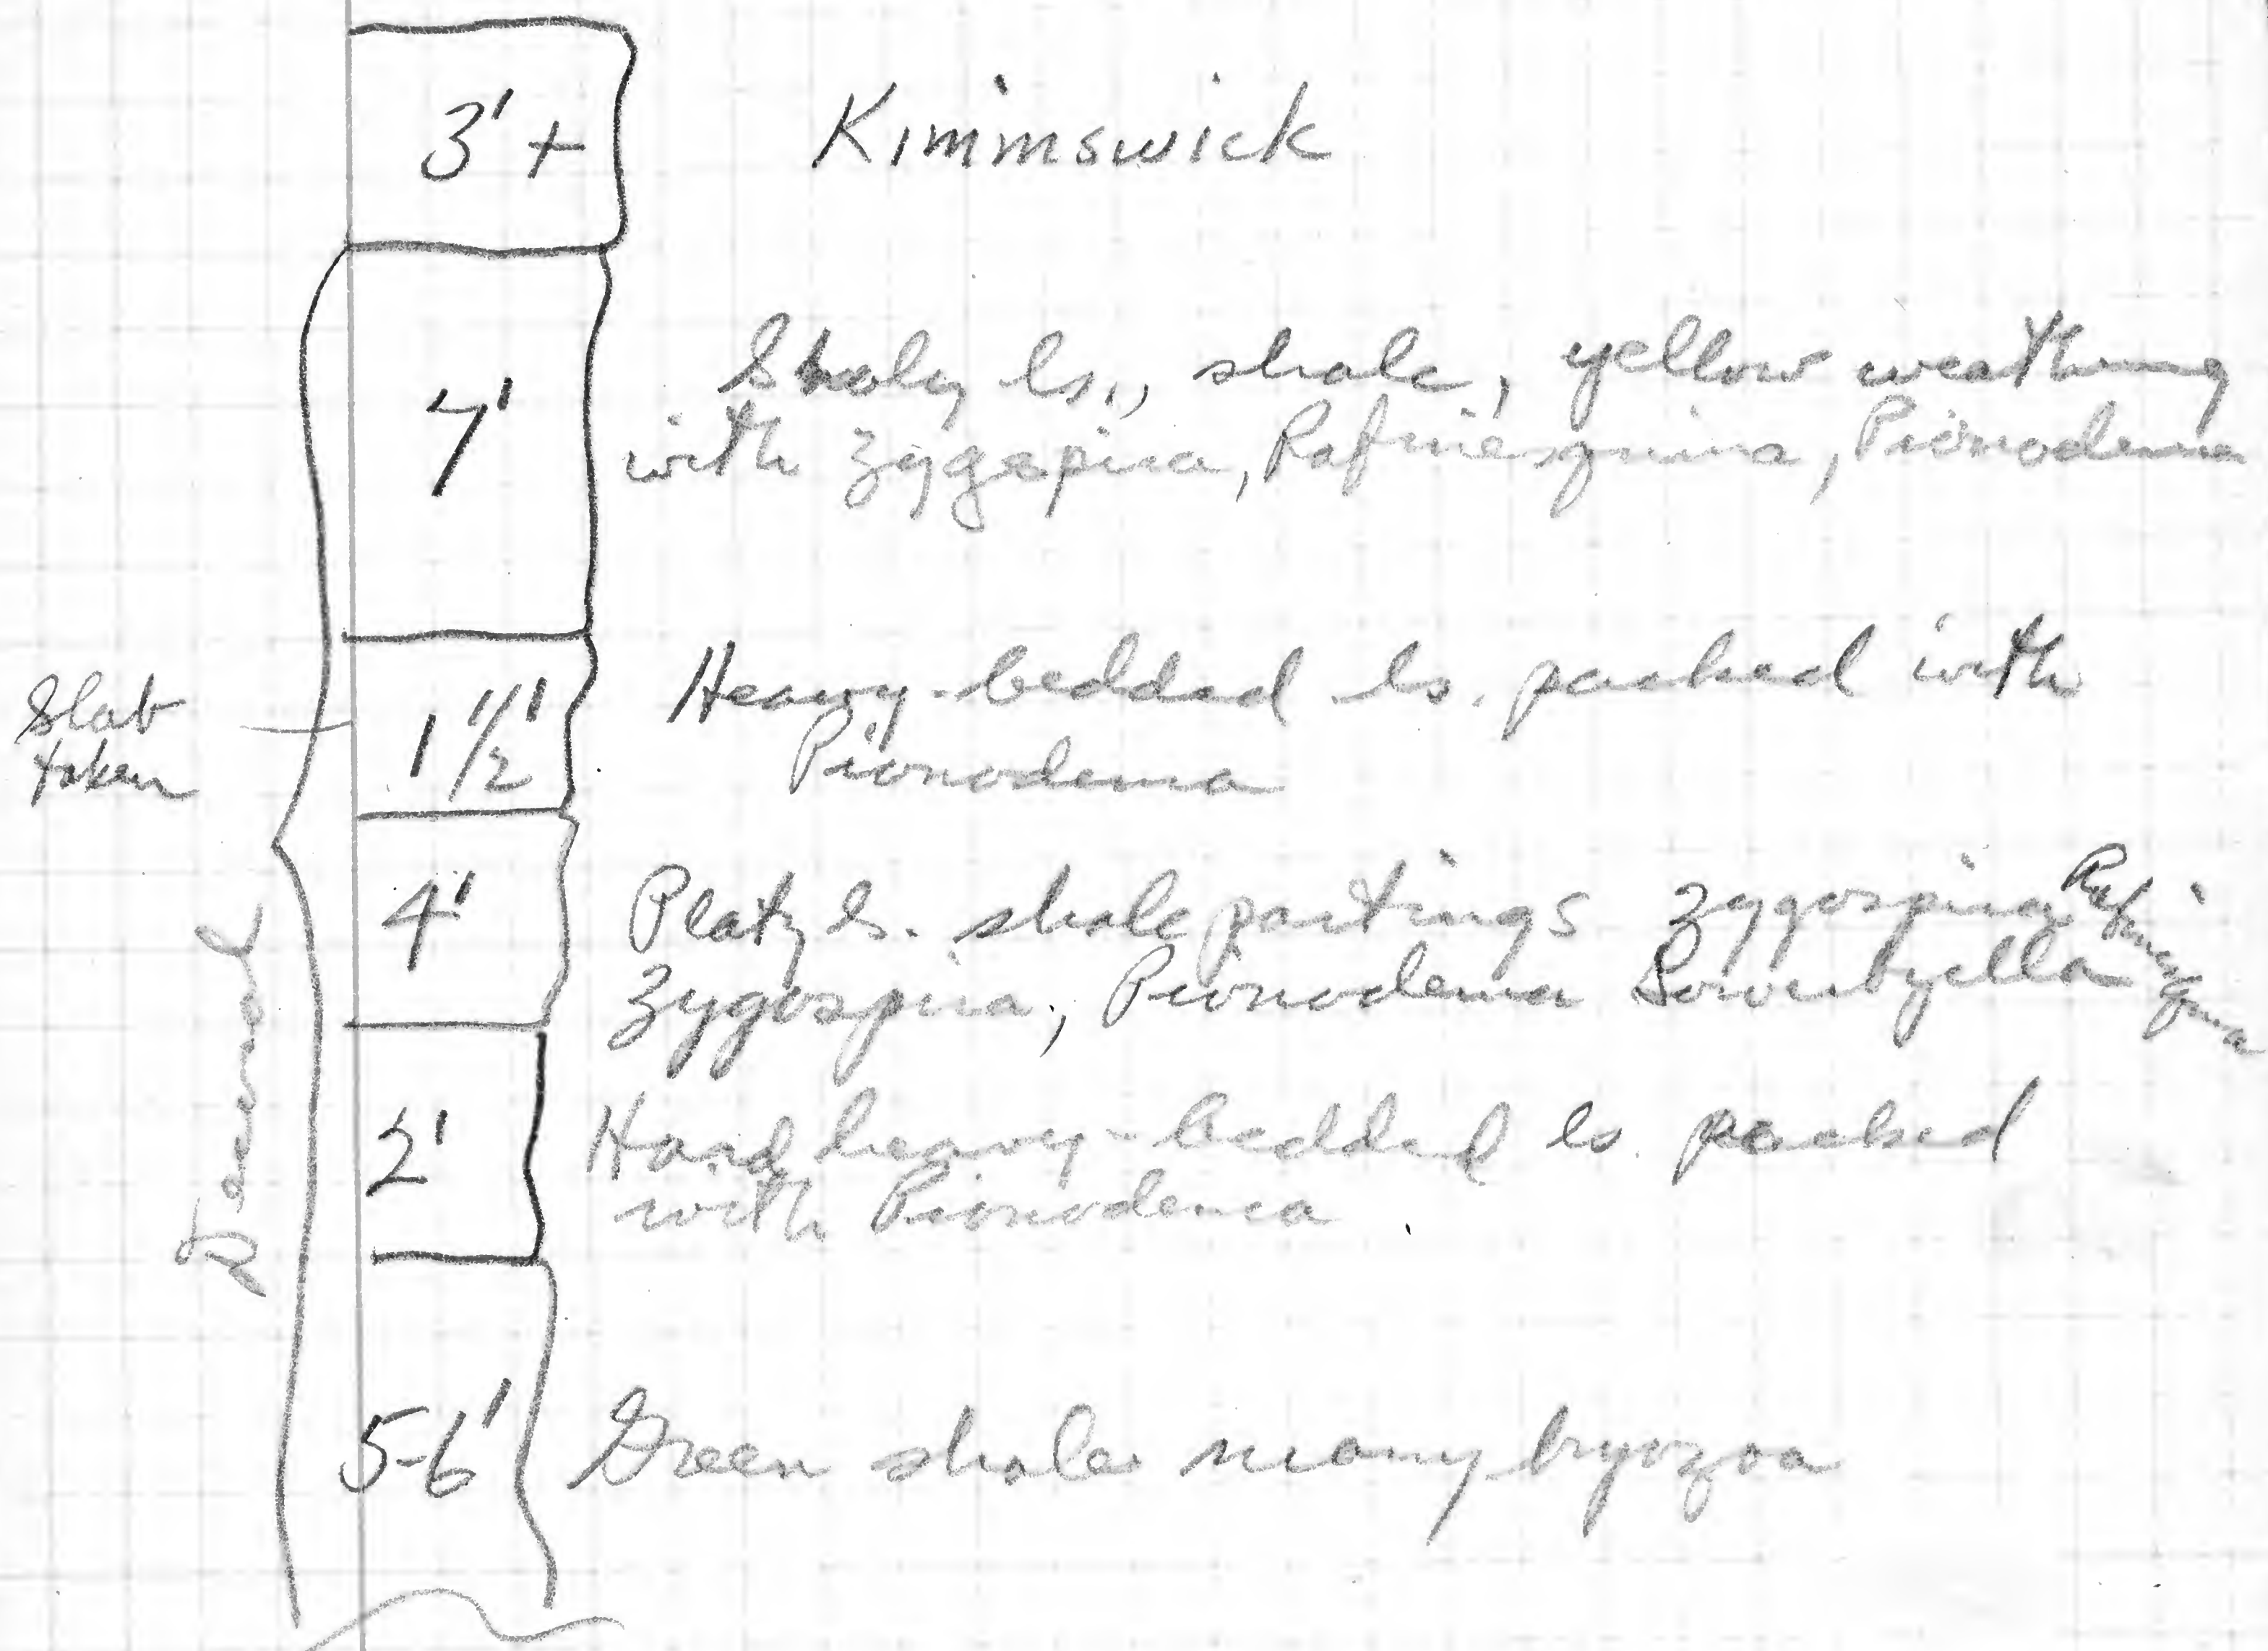 3'+ Kimmswick
7' Shaly ls., shale, yellow weathering
with Zygospira, Rafinesquina, Pionodema
Slab
taken
1 1/2' Heavy-bedded ls. packed with
Pionodema
4' Platy ls. shale partings Zygospira Rafinesquina
Zygospira, Pionodema Sowerbyella
Decorah
2' Hard heavy-bedded ls. packed
with Pionodema
5-6' Green shale many bryozoa